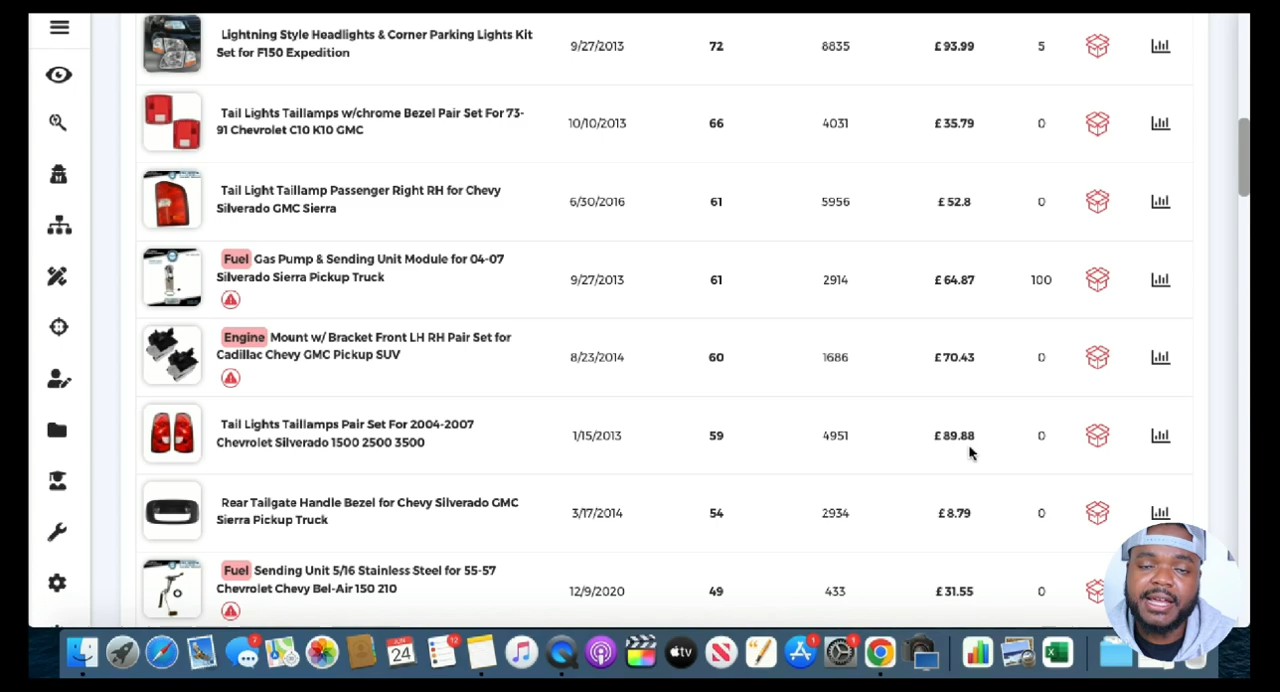 Lightning Style Headlights & Corner Parking Lights Kit
Set for F150 Expedition
9/27/2013
72
8835
£ 93.99
5
Tail Lights Taillamps w/chrome Bezel Pair Set For 73-
91 Chevrolet C10 K10 GMC
10/10/2013
66
4031
£ 35.79
0
Tail Light Taillamp Passenger Right RH for Chevy
Silverado GMC Sierra
6/30/2016
61
5956
£ 52.8
0
Fuel Gas Pump & Sending Unit Module for 04-07
Silverado Sierra Pickup Truck
9/27/2013
61
2914
£ 64.87
100
Engine Mount w/ Bracket Front LH RH Pair Set for
Cadillac Chevy GMC Pickup SUV
8/23/2014
60
1686
£ 70.43
0
Tail Lights Taillamps Pair Set For 2004-2007
Chevrolet Silverado 1500 2500 3500
1/15/2013
59
4951
£ 89.88
0
Rear Tailgate Handle Bezel for Chevy Silverado GMC
Sierra Pickup Truck
3/17/2014
54
2934
£ 8.79
0
Fuel Sending Unit 5/16 Stainless Steel for 55-57
Chevrolet Chevy Bel-Air 150 210
12/9/2020
49
433
£ 31.55
0
7
JUN
24
12
tv
1
1